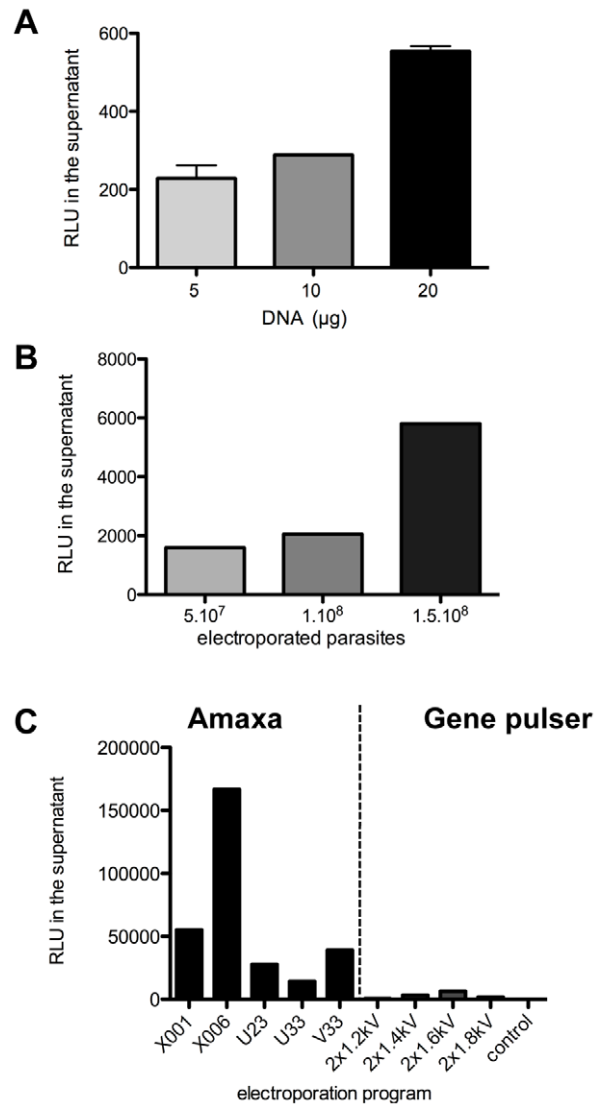 A
RLU in the supernatant
600
400
200
0
5 10 20
DNA (µg)
B
RLU in the supernatant
8000
6000
4000
2000
0
5.10⁷ 1.10⁸ 1.5.10⁸
electroporated parasites
C
Amaxa Gene pulser
RLU in the supernatant
200000
150000
100000
50000
0
X001 X006 U23 U33 V33 2x1.2kV 2x1.4kV 2x1.6kV 2x1.8kV control
electroporation program